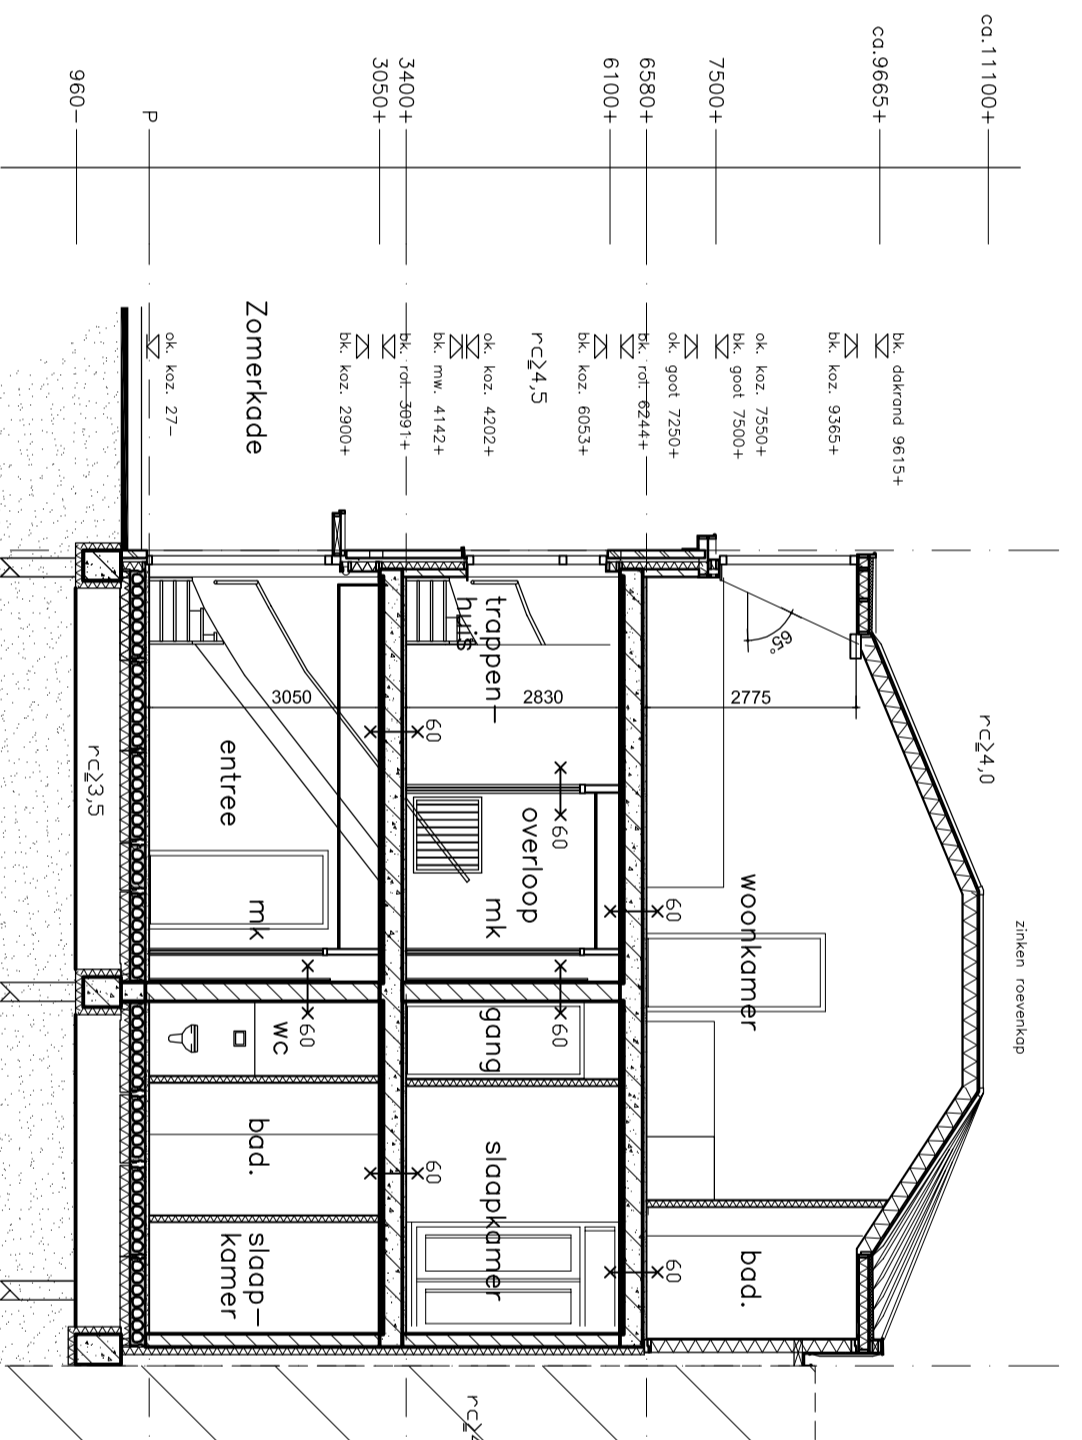 ca.11100+
ca.9665+
7500+
6580+
6100+
3400+
3050+
P
960-
bk. dakrand 9615+
bk. koz. 9365+
ok. koz. 7550+
bk. goot 7500+
ok. goot 7250+
bk. rol. 6244+
bk. koz. 6053+
rc≥4,5
ok. koz. 4202+
bk. mw. 4142+
bk. rol. 3091+
bk. koz. 2900+
ok. koz. 27-
Zomerkade
zinken roevenkap
rc≥4,0
65°
2775
woonkamer
bad.
60
60
trappen-
huis
2830
60
overloop
mk
60
gang
slaapkamer
60
60
3050
entree
mk
60
wc
bad.
slaap-
kamer
rc≥3,5